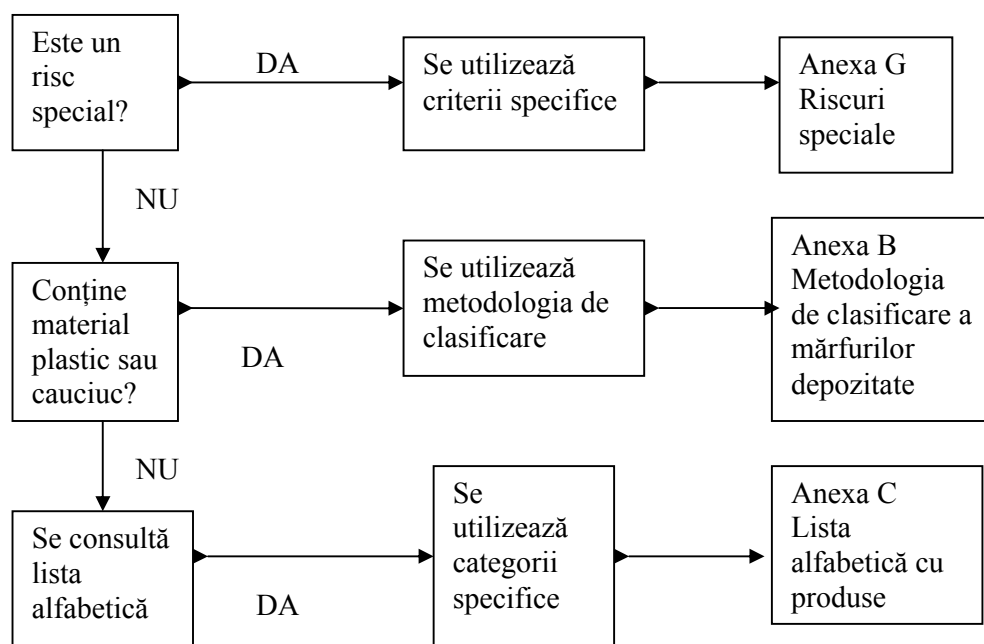 Este un
risc
special?
DA
Se utilizează
criterii specifice
Anexa G
Riscuri
speciale
NU
Conține
material
plastic sau
cauciuc?
DA
Se utilizează
metodologia de
clasificare
Anexa B
Metodologia
de clasificare a
mărfurilor
depozitate
NU
Se consultă
lista
alfabetică
DA
Se
utilizează
categorii
specifice
Anexa C
Lista
alfabetică cu
produse